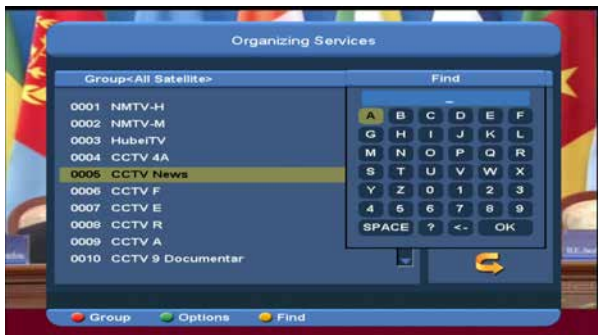 Organizing Services
Group<All Satellite>
0001 NMTV-H
0002 NMTV-M
0003 HubeiTV
0004 CCTV 4A
0005 CCTV News
0006 CCTV F
0007 CCTV E
0008 CCTV R
0009 CCTV A
0010 CCTV 9 Documentar
Find
_
A B C D E F
G H I J K L
M N O P Q R
S T U V W X
Y Z 0 1 2 3
4 5 6 7 8 9
SPACE ? <- OK
Group Options Find